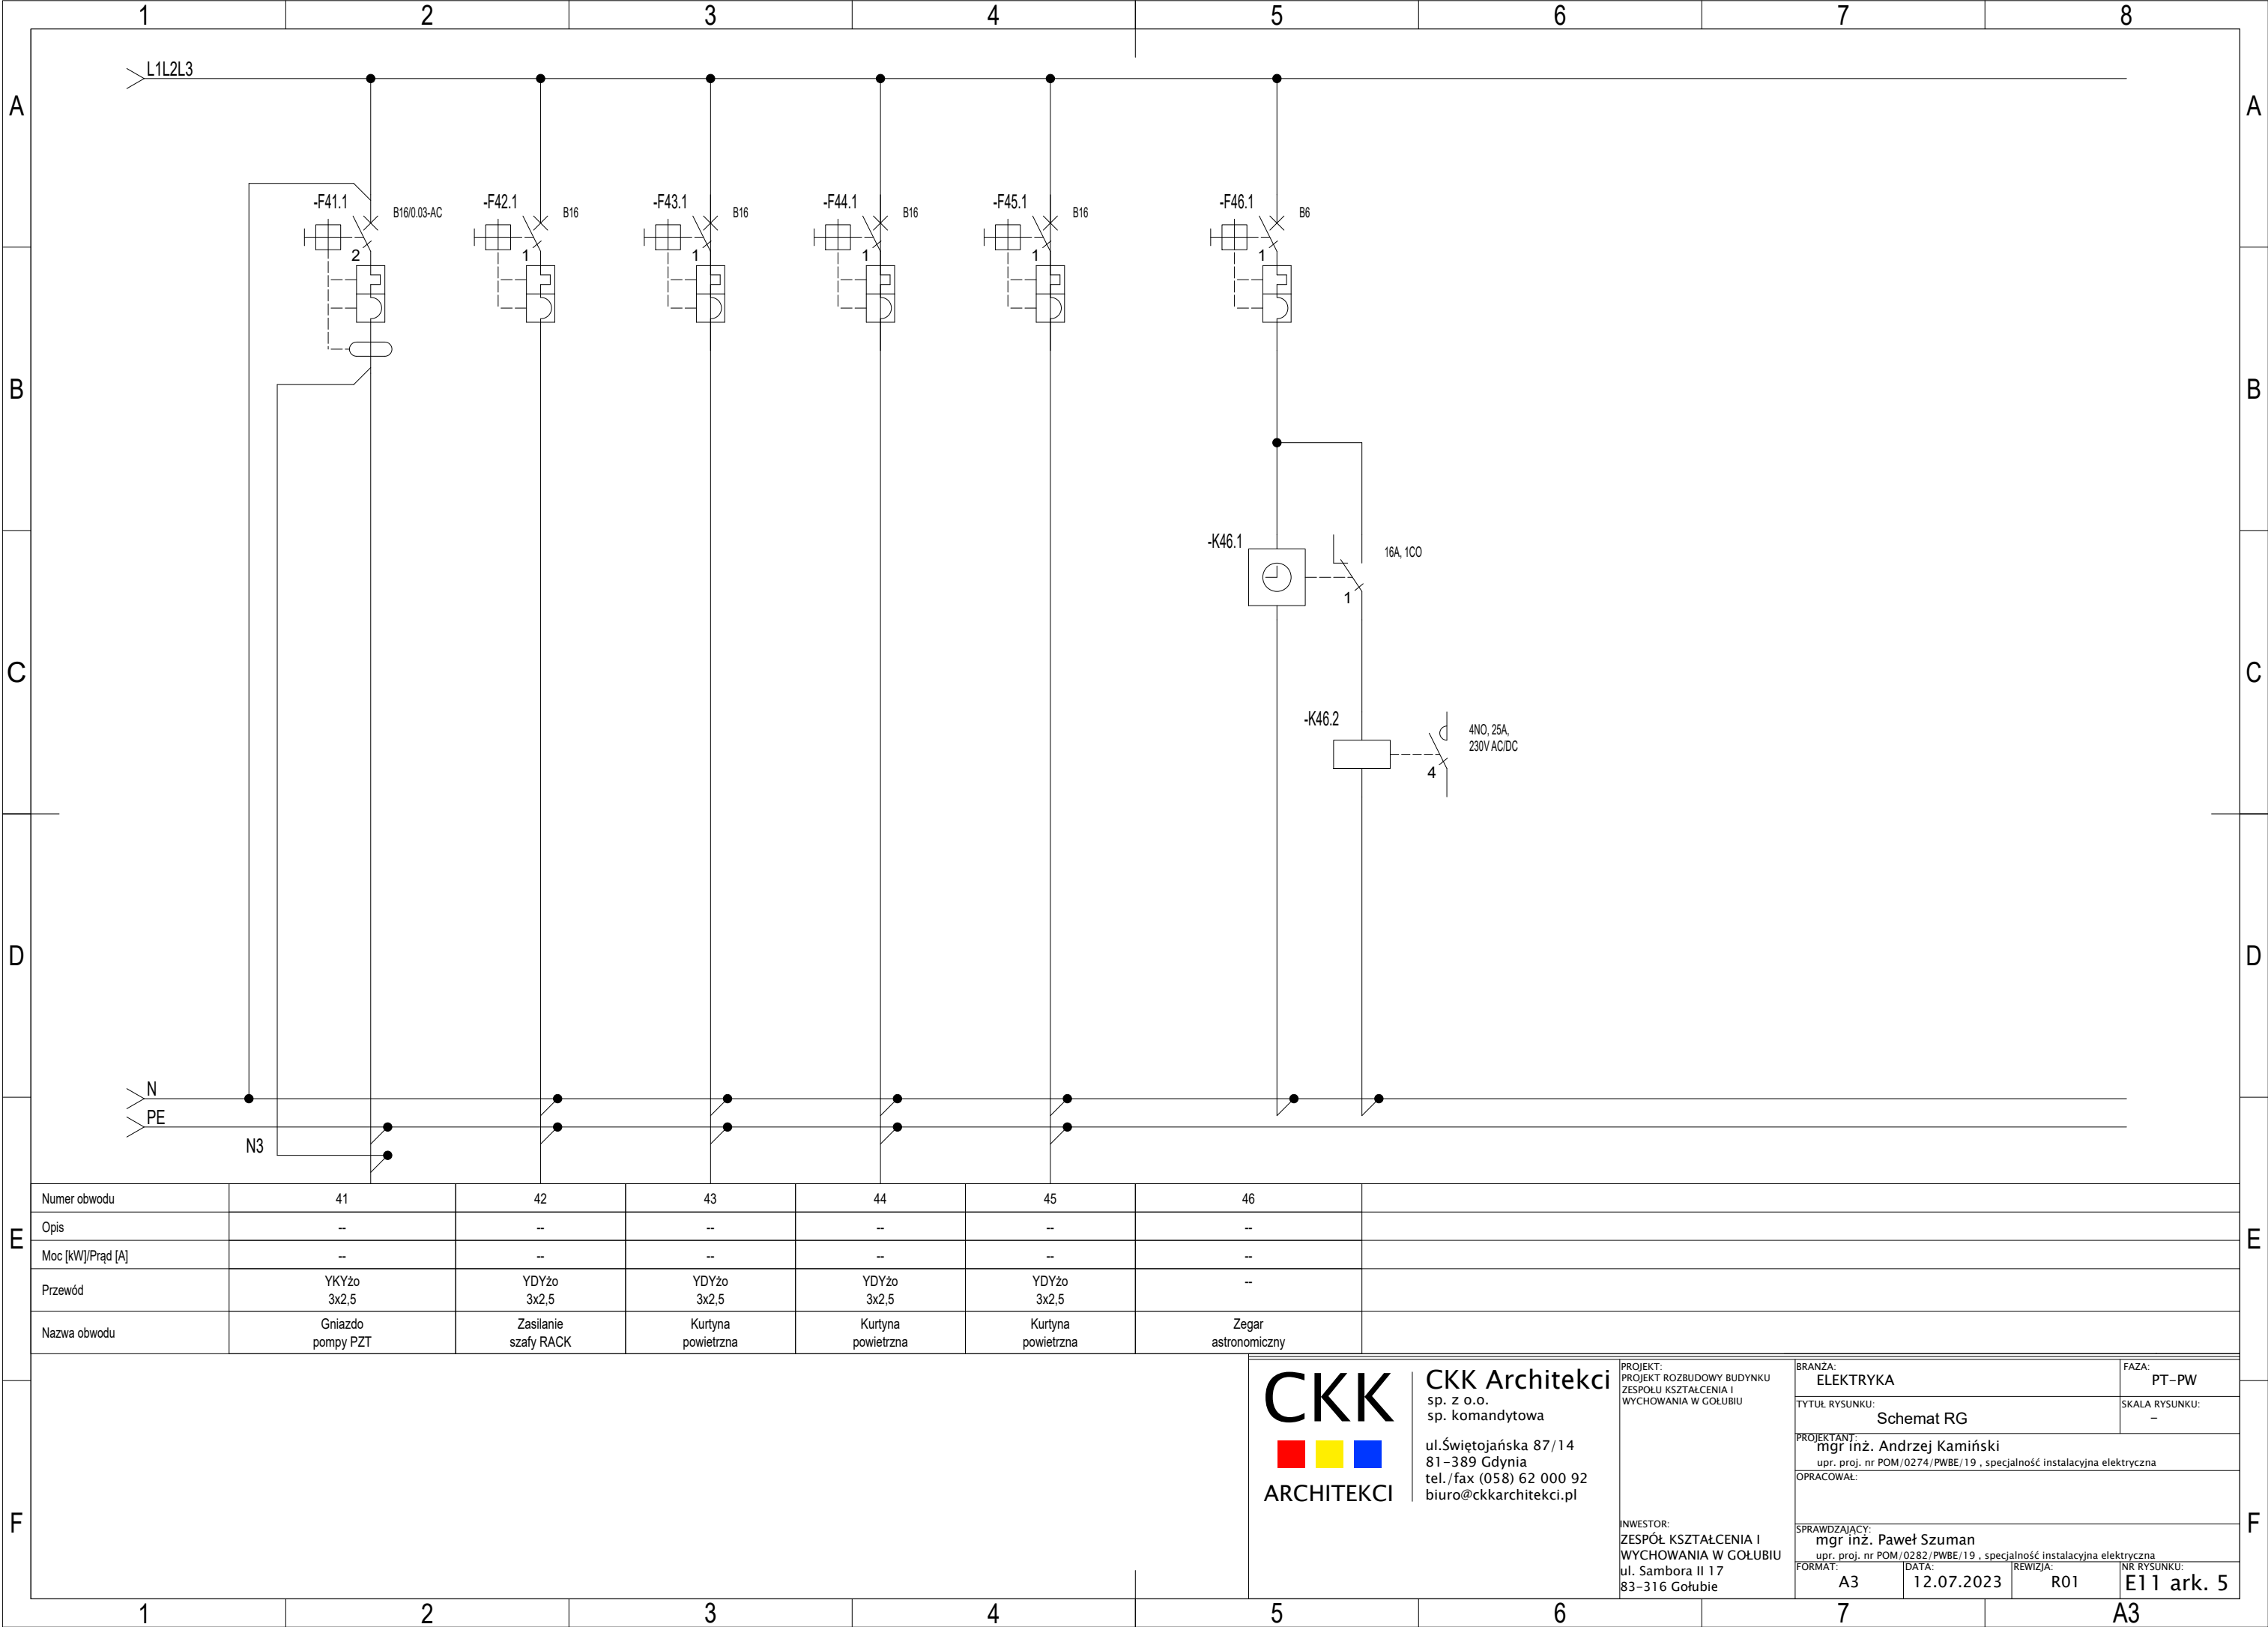 1 2 3 4 5 6 7 8
A A
B B
C C
D D
E E
F F
L1L2L3
-F41.1 B16/0.03-AC 2
-F42.1 B16 1
-F43.1 B16 1
-F44.1 B16 1
-F45.1 B16 1
-F46.1 B6 1
-K46.1 16A, 1CO 1
-K46.2 4NO, 25A,
230V AC/DC
4
N
PE
N3
Numer obwodu 41 42 43 44 45 46
Opis -- -- -- -- -- --
Moc [kW]/Prąd [A] -- -- -- -- -- --
Przewód YKYżo YDYżo YDYżo YDYżo YDYżo --
3x2,5 3x2,5 3x2,5 3x2,5 3x2,5
Nazwa obwodu Gniazdo Zasilanie Kurtyna Kurtyna Kurtyna Zegar
pompy PZT szafy RACK powietrzna powietrzna powietrzna astronomiczny
CKK
ARCHITEKCI
CKK Architekci
sp. z o.o.
sp. komandytowa
ul.Świętojańska 87/14
81-389 Gdynia
tel./fax (058) 62 000 92
biuro@ckkarchitekci.pl
PROJEKT:
PROJEKT ROZBUDOWY BUDYNKU
ZESPOŁU KSZTAŁCENIA I
WYCHOWANIA W GOŁUBIU
INWESTOR:
ZESPÓŁ KSZTAŁCENIA I
WYCHOWANIA W GOŁUBIU
ul. Sambora II 17
83-316 Gołubie
BRANŻA:
ELEKTRYKA
FAZA:
PT-PW
TYTUŁ RYSUNKU:
Schemat RG
SKALA RYSUNKU:
-
PROJEKTANT:
mgr inż. Andrzej Kamiński
upr. proj. nr POM/0274/PWBE/19 , specjalność instalacyjna elektryczna
OPRACOWAŁ:
SPRAWDZAJĄCY:
mgr inż. Paweł Szuman
upr. proj. nr POM/0282/PWBE/19 , specjalność instalacyjna elektryczna
FORMAT:
A3
DATA:
12.07.2023
REWIZJA:
R01
NR RYSUNKU:
E11 ark. 5
1 2 3 4 5 6 7 A3